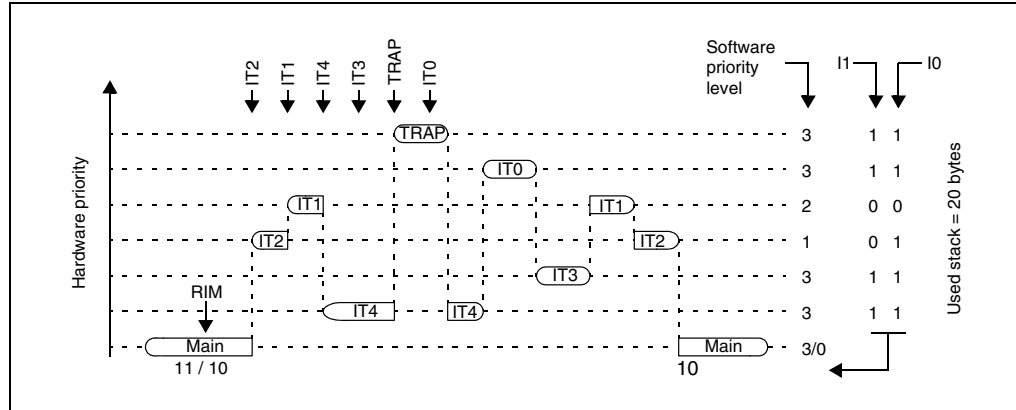 IT2
IT1
IT4
IT3
TRAP
IT0
Software
priority
level
I1
I0
Hardware priority
TRAP
3
1 1
IT0
3
1 1
IT1
IT1
2
0 0
IT2
IT2
1
0 1
IT3
3
1 1
RIM
IT4
IT4
3
1 1
Main
Main
3/0
11 / 10
10
Used stack = 20 bytes